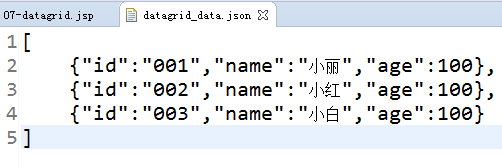 07-datagrid.jsp datagrid_data.json
1 [
2 {"id":"001","name":"小丽","age":100},
3 {"id":"002","name":"小红","age":100},
4 {"id":"003","name":"小白","age":100}
5 ]